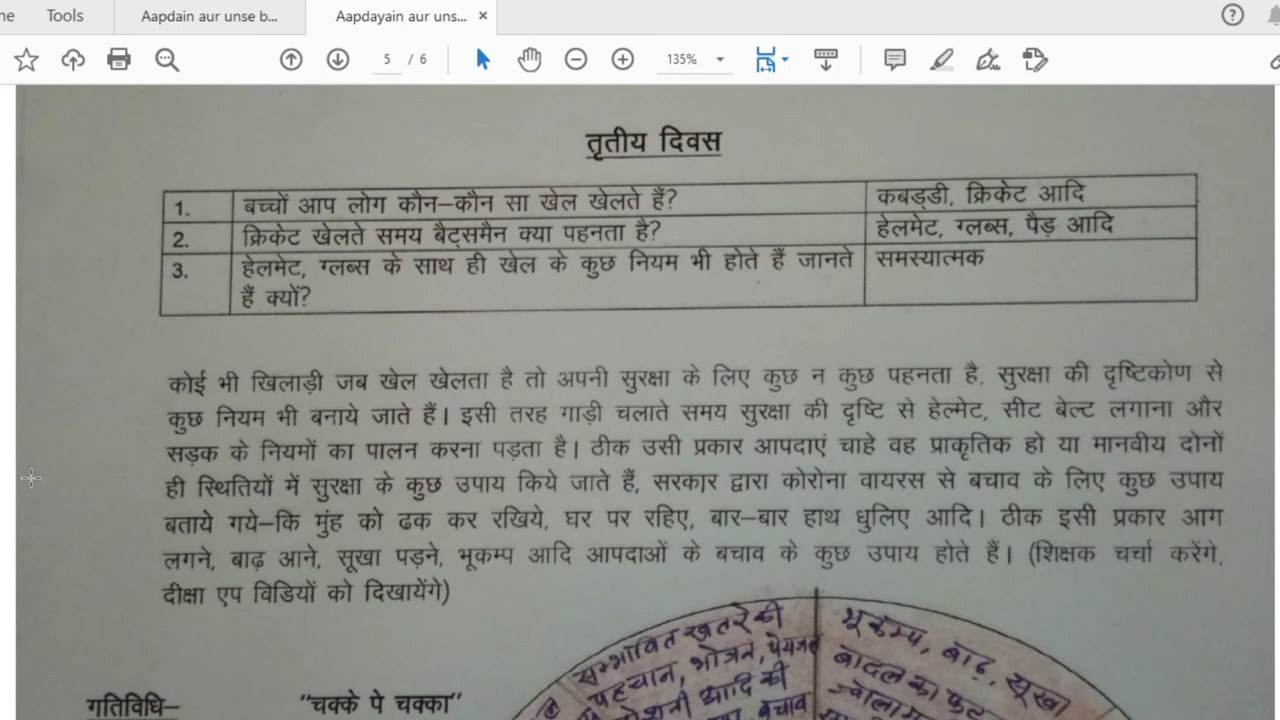 Tools
Aapdain aur unse b...
Aapdayain aur uns...
5 / 6
135%
तृतीय दिवस
1. बच्चों आप लोग कौन–कौन सा खेल खेलते हैं? कबड्डी, क्रिकेट आदि
2. क्रिकेट खेलते समय बैट्समैन क्या पहनता है? हेलमेट, ग्लब्स, पैड़ आदि
3. हेलमेट, ग्लब्स के साथ ही खेल के कुछ नियम भी होते हैं जानते समस्यात्मक
हैं क्यों?
कोई भी खिलाड़ी जब खेल खेलता है तो अपनी सुरक्षा के लिए कुछ न कुछ पहनता है, सुरक्षा की दृष्टिकोण से
कुछ नियम भी बनाये जाते हैं। इसी तरह गाड़ी चलाते समय सुरक्षा की दृष्टि से हेल्मेट, सीट बेल्ट लगाना और
सड़क के नियमों का पालन करना पड़ता है। ठीक उसी प्रकार आपदाएं चाहे वह प्राकृतिक हो या मानवीय दोनों
ही स्थितियों में सुरक्षा के कुछ उपाय किये जाते हैं, सरकार द्वारा कोरोना वायरस से बचाव के लिए कुछ उपाय
बताये गये–कि मुंह को ढक कर रखिये, घर पर रहिए, बार–बार हाथ धुलिए आदि। ठीक इसी प्रकार आग
लगने, बाढ़ आने, सूखा पड़ने, भूकम्प आदि आपदाओं के बचाव के कुछ उपाय होते हैं। (शिक्षक चर्चा करेंगे,
दीक्षा एप विडियों को दिखायेंगे)
सम्भावित खतरे की
पहचान, भोजन, पेयजल
आदि की
बचाव
भूकम्प, बाढ़, सूखा
बादल का फट
गतिविधि– "चक्के पे चक्का"